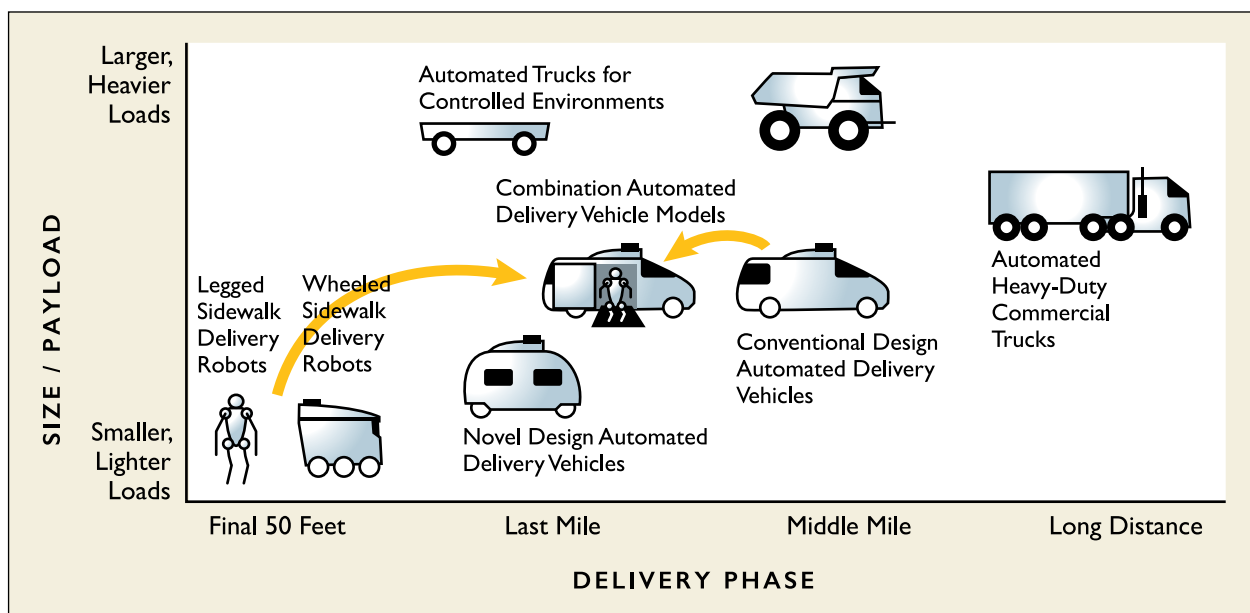 Larger,
Heavier
Loads
SIZE / PAYLOAD
Smaller,
Lighter
Loads
Automated Trucks for
Controlled Environments
Combination Automated
Delivery Vehicle Models
Legged
Sidewalk
Delivery
Robots
Wheeled
Sidewalk
Delivery
Robots
Novel Design Automated
Delivery Vehicles
Conventional Design
Automated Delivery
Vehicles
Automated
Heavy-Duty
Commercial
Trucks
Final 50 Feet
Last Mile
Middle Mile
Long Distance
DELIVERY PHASE